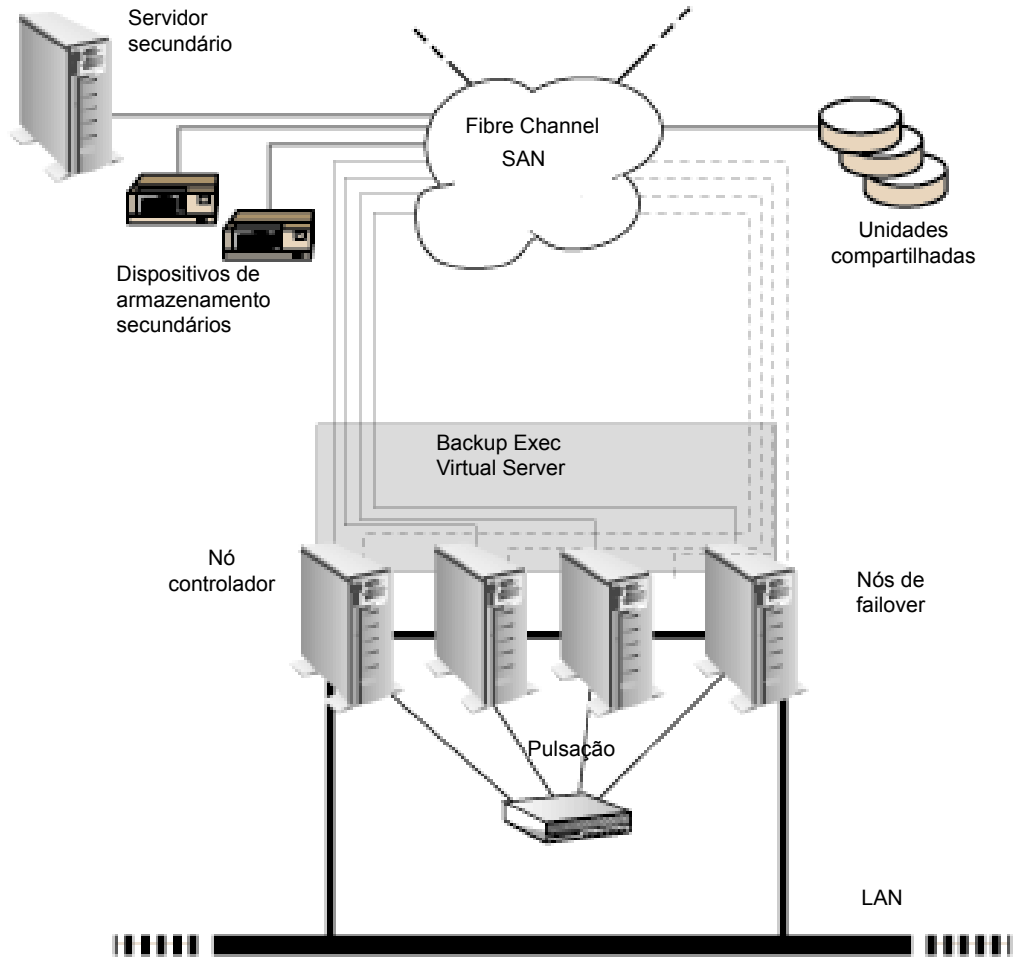 Servidor
secundário
Fibre Channel
SAN
Unidades
compartilhadas
Dispositivos de
armazenamento
secundários
Backup Exec
Virtual Server
Nó
controlador
Nós de
failover
Pulsação
LAN